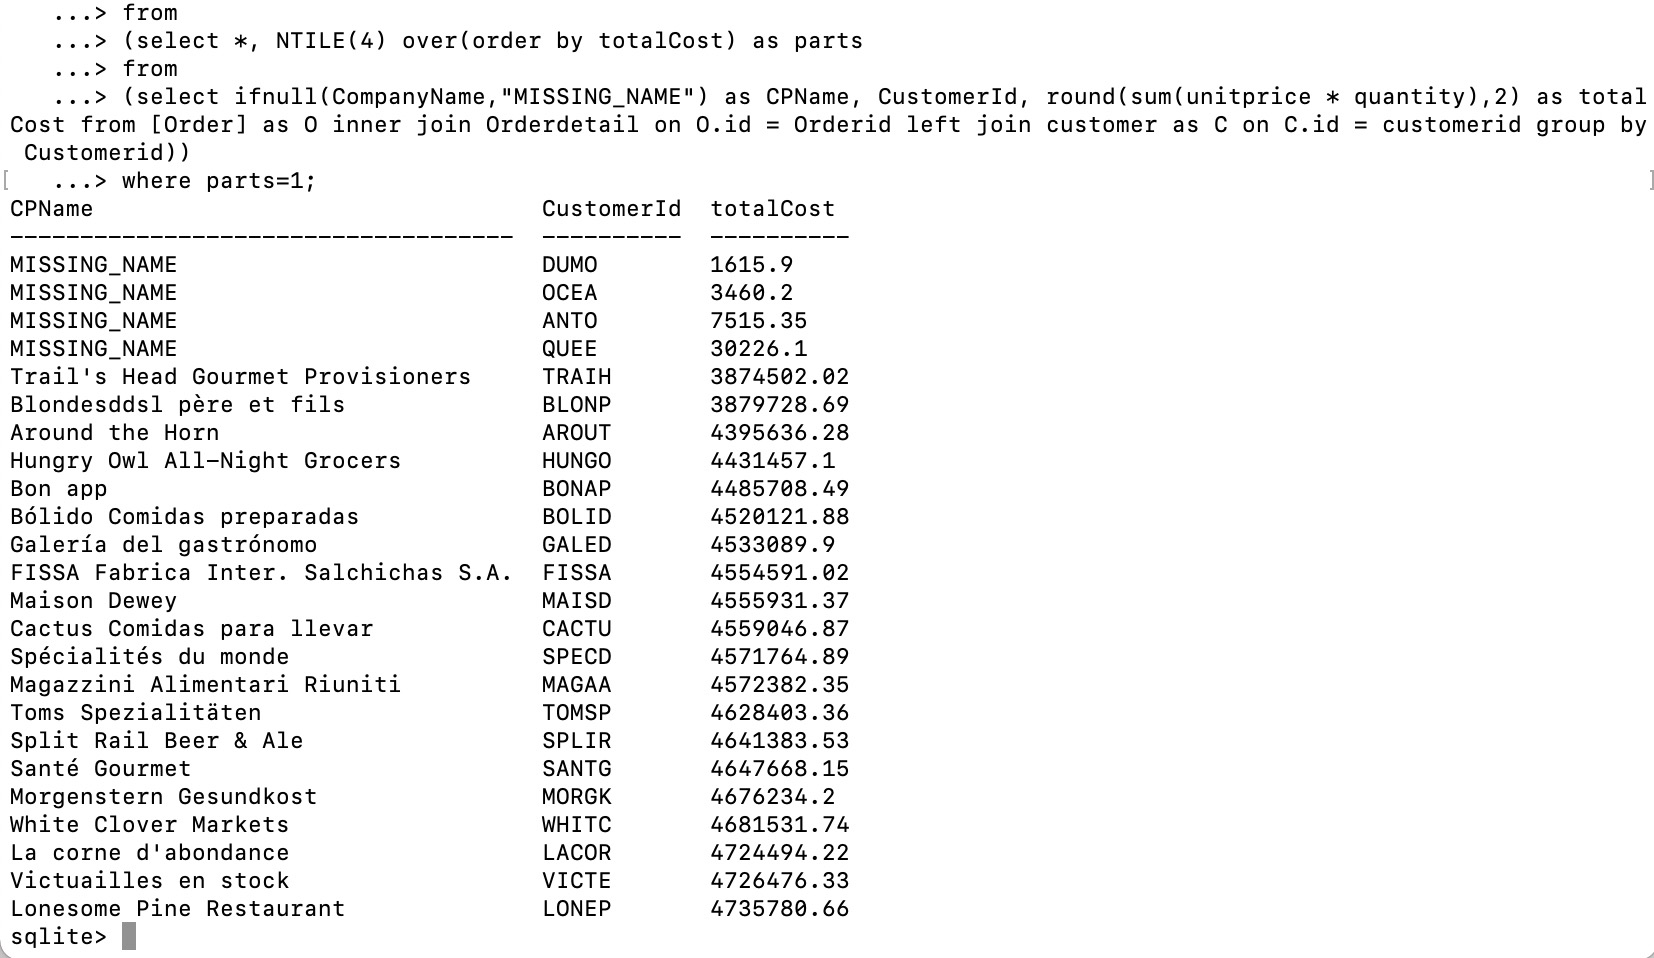 ...> from
...> (select *, NTILE(4) over(order by totalCost) as parts
...> from
...> (select ifnull(CompanyName,"MISSING_NAME") as CPName, CustomerId, round(sum(unitprice * quantity),2) as total
Cost from [Order] as O inner join Orderdetail on O.id = Orderid left join customer as C on C.id = customerid group by
Customerid))
[ ...> where parts=1; ]
CPName CustomerId totalCost
------------------------------------ ---------- ----------
MISSING_NAME DUMO 1615.9
MISSING_NAME OCEA 3460.2
MISSING_NAME ANTO 7515.35
MISSING_NAME QUEE 30226.1
Trail's Head Gourmet Provisioners TRAIH 3874502.02
Blondesddsl père et fils BLONP 3879728.69
Around the Horn AROUT 4395636.28
Hungry Owl All-Night Grocers HUNGO 4431457.1
Bon app BONAP 4485708.49
Bólido Comidas preparadas BOLID 4520121.88
Galería del gastrónomo GALED 4533089.9
FISSA Fabrica Inter. Salchichas S.A. FISSA 4554591.02
Maison Dewey MAISD 4555931.37
Cactus Comidas para llevar CACTU 4559046.87
Spécialités du monde SPECD 4571764.89
Magazzini Alimentari Riuniti MAGAA 4572382.35
Toms Spezialitäten TOMSP 4628403.36
Split Rail Beer & Ale SPLIR 4641383.53
Santé Gourmet SANTG 4647668.15
Morgenstern Gesundkost MORGK 4676234.2
White Clover Markets WHITC 4681531.74
La corne d'abondance LACOR 4724494.22
Victuailles en stock VICTE 4726476.33
Lonesome Pine Restaurant LONEP 4735780.66
sqlite>